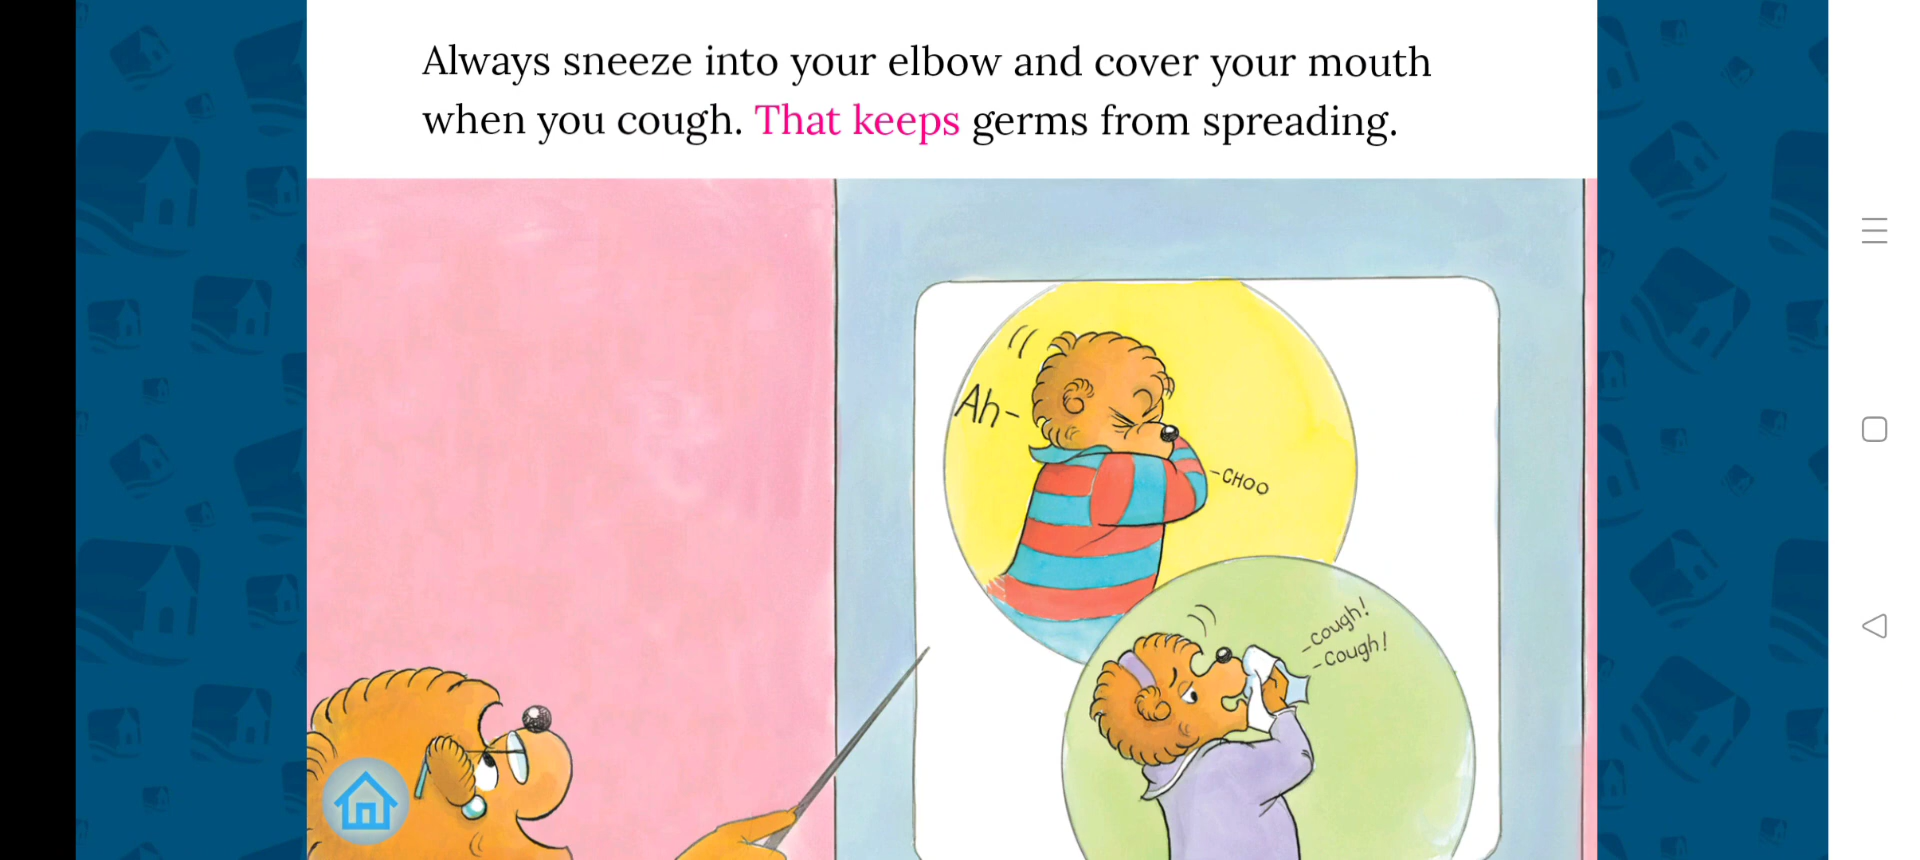 Always sneeze into your elbow and cover your mouth
when you cough. That keeps germs from spreading.
Ah-
-CHOO
-cough!
-cough!